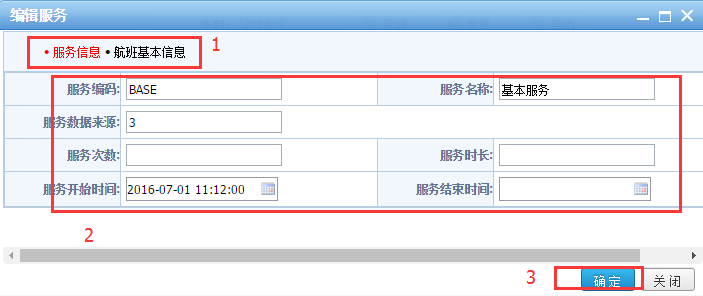 编辑服务
• 服务信息 • 航班基本信息 1
服务编码: BASE 服务名称: 基本服务
服务数据来源: 3
服务次数: 服务时长:
服务开始时间: 2016-07-01 11:12:00 服务结束时间:
2
3 确定 关闭